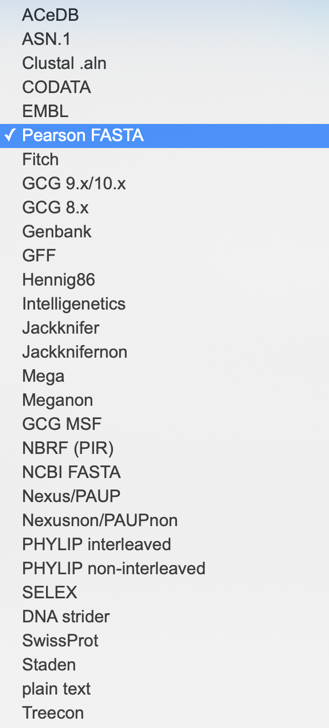 ACeDB
ASN.1
Clustal .aln
CODATA
EMBL
✓ Pearson FASTA
Fitch
GCG 9.x/10.x
GCG 8.x
Genbank
GFF
Hennig86
Intelligenetics
Jackknifer
Jackknifernon
Mega
Meganon
GCG MSF
NBRF (PIR)
NCBI FASTA
Nexus/PAUP
Nexusnon/PAUPnon
PHYLIP interleaved
PHYLIP non-interleaved
SELEX
DNA strider
SwissProt
Staden
plain text
Treecon